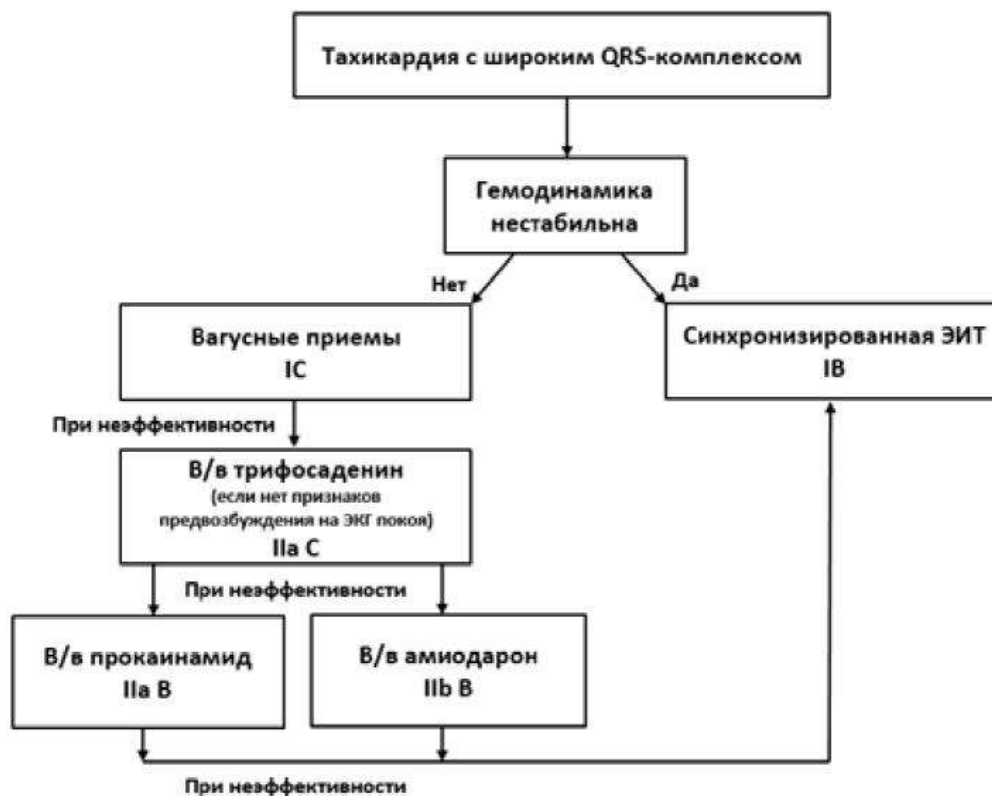 Тахикардия с широким QRS-комплексом
Гемодинамика
нестабильна
Нет
Да
Вагусные приемы
IC
Синхронизированная ЭИТ
IB
При неэффективности
В/в трифосаденин
(если нет признаков
предвозбуждения на ЭКГ покоя)
IIa C
При неэффективности
В/в прокаинамид
IIa B
В/в амиодарон
IIb B
При неэффективности